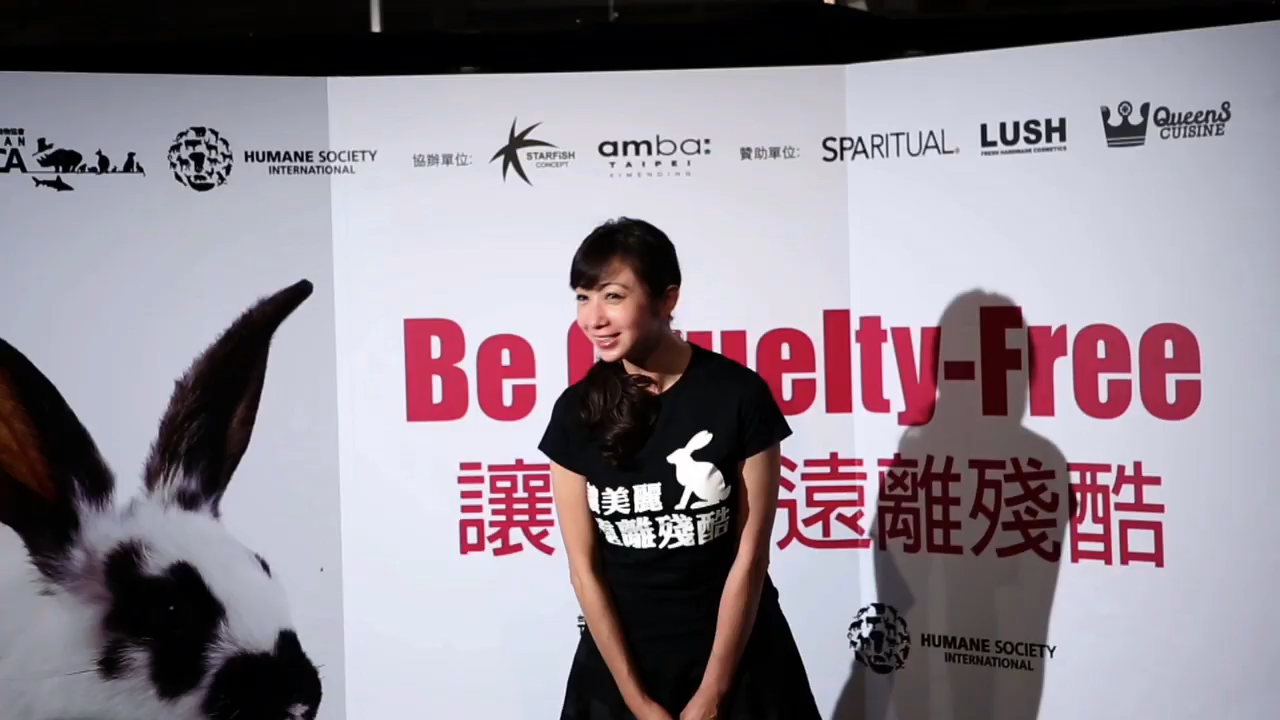 HUMANE SOCIETY
INTERNATIONAL
協辦單位:
STARFiSH
CONCEPT
amba:
TAIPEI
XIMENDING
贊助單位:
SPARITUAL
LUSH
FRESH HANDMADE COSMETICS
QueenS
CUISINE
Be Cruelty-Free
讓 遠離殘酷
美麗
離殘酷
HUMANE SOCIETY
INTERNATIONAL